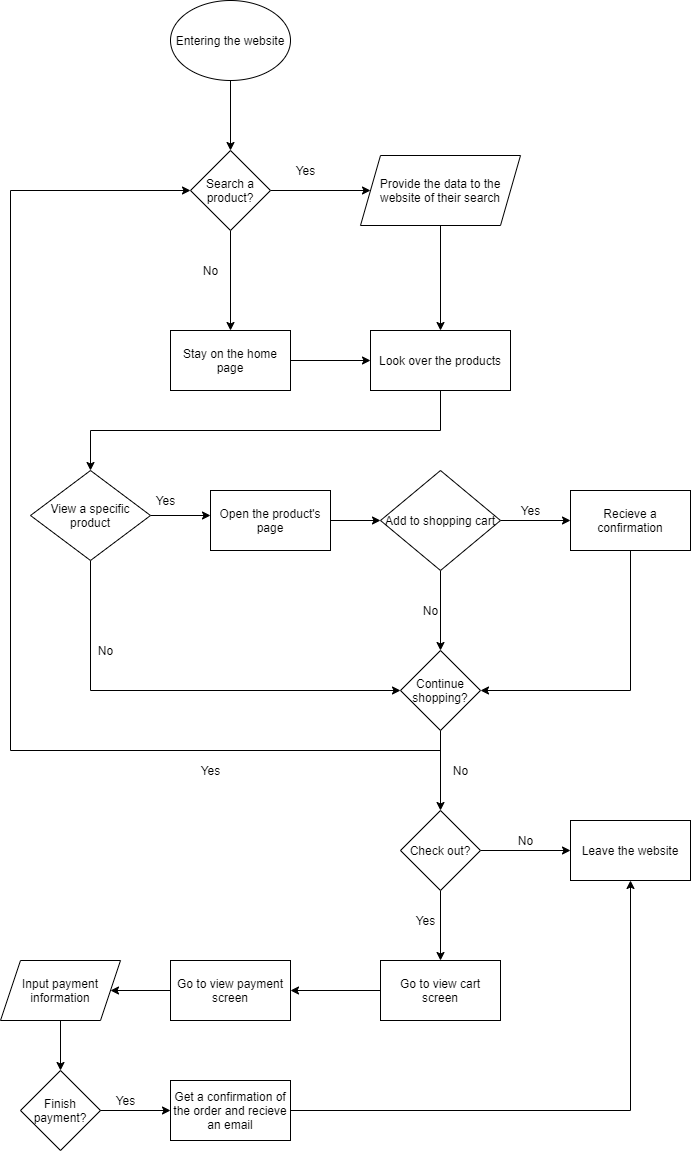 Entering the website
Search a
product?
Yes
Provide the data to the
website of their search
No
Stay on the home
page
Look over the products
View a specific
product
Yes
Open the product's
page
Add to shopping cart
Yes
Recieve a
confirmation
No
No
Continue
shopping?
Yes
No
Check out?
No
Leave the website
Yes
Input payment
information
Go to view payment
screen
Go to view cart
screen
Finish
payment?
Yes
Get a confirmation of
the order and recieve
an email